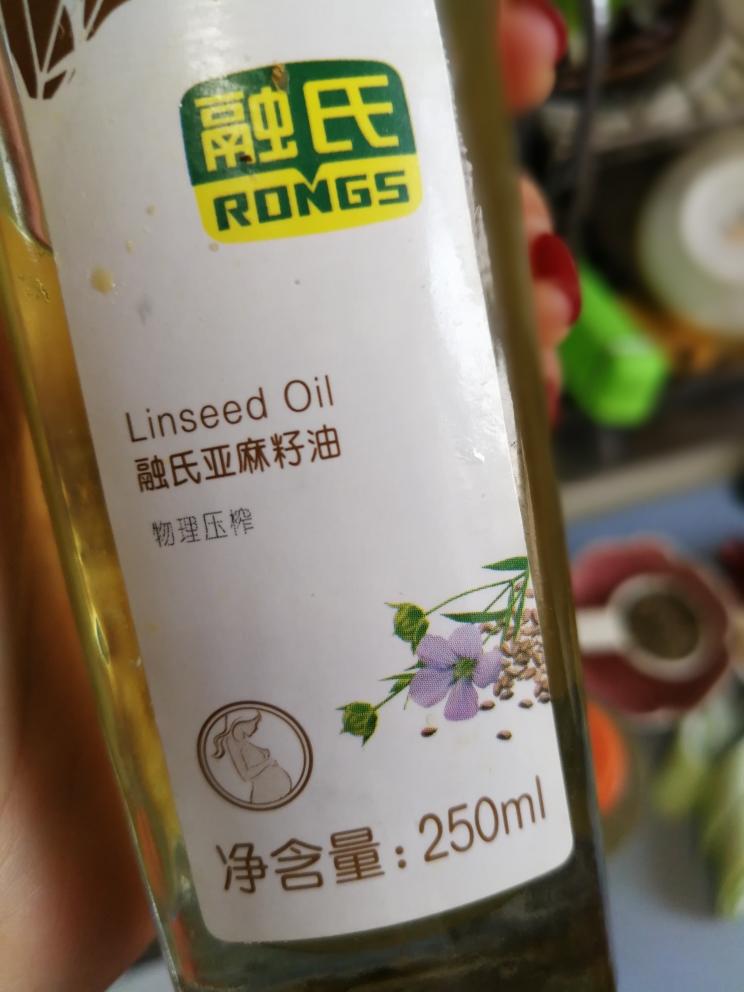 融氏
RONGS
Linseed Oil
融氏亚麻籽油
物理压榨
净含量:250ml